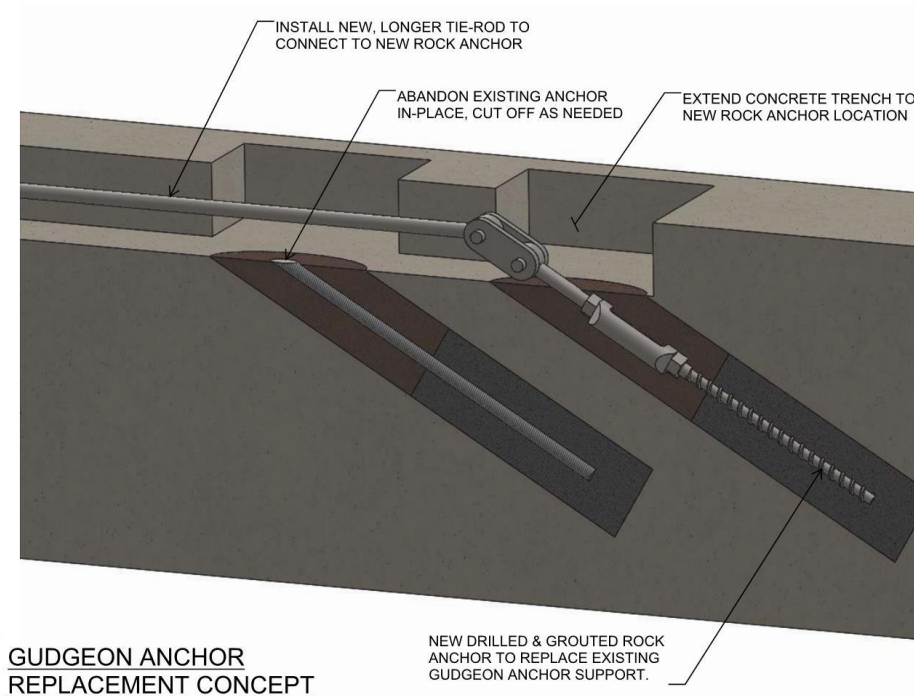 INSTALL NEW, LONGER TIE-ROD TO
CONNECT TO NEW ROCK ANCHOR
ABANDON EXISTING ANCHOR
IN-PLACE, CUT OFF AS NEEDED
EXTEND CONCRETE TRENCH TO
NEW ROCK ANCHOR LOCATION
NEW DRILLED & GROUTED ROCK
ANCHOR TO REPLACE EXISTING
GUDGEON ANCHOR SUPPORT.
GUDGEON ANCHOR
REPLACEMENT CONCEPT